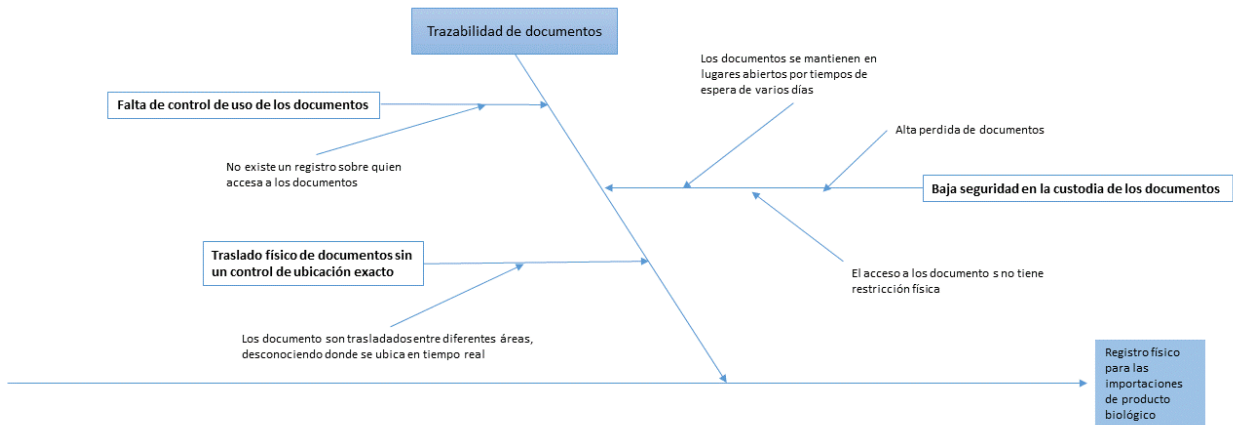 Trazabilidad de documentos
Los documentos se mantienen en
lugares abiertos por tiempos de
espera de varios días
Falta de control de uso de los documentos
Alta perdida de documentos
No existe un registro sobre quien
accesa a los documentos
Baja seguridad en la custodia de los documentos
Traslado físico de documentos sin
un control de ubicación exacto
El acceso a los documento s no tiene
restricción física
Los documento son trasladados entre diferentes áreas,
desconociendo donde se ubica en tiempo real
Registro físico
para las
importaciones
de producto
biológico